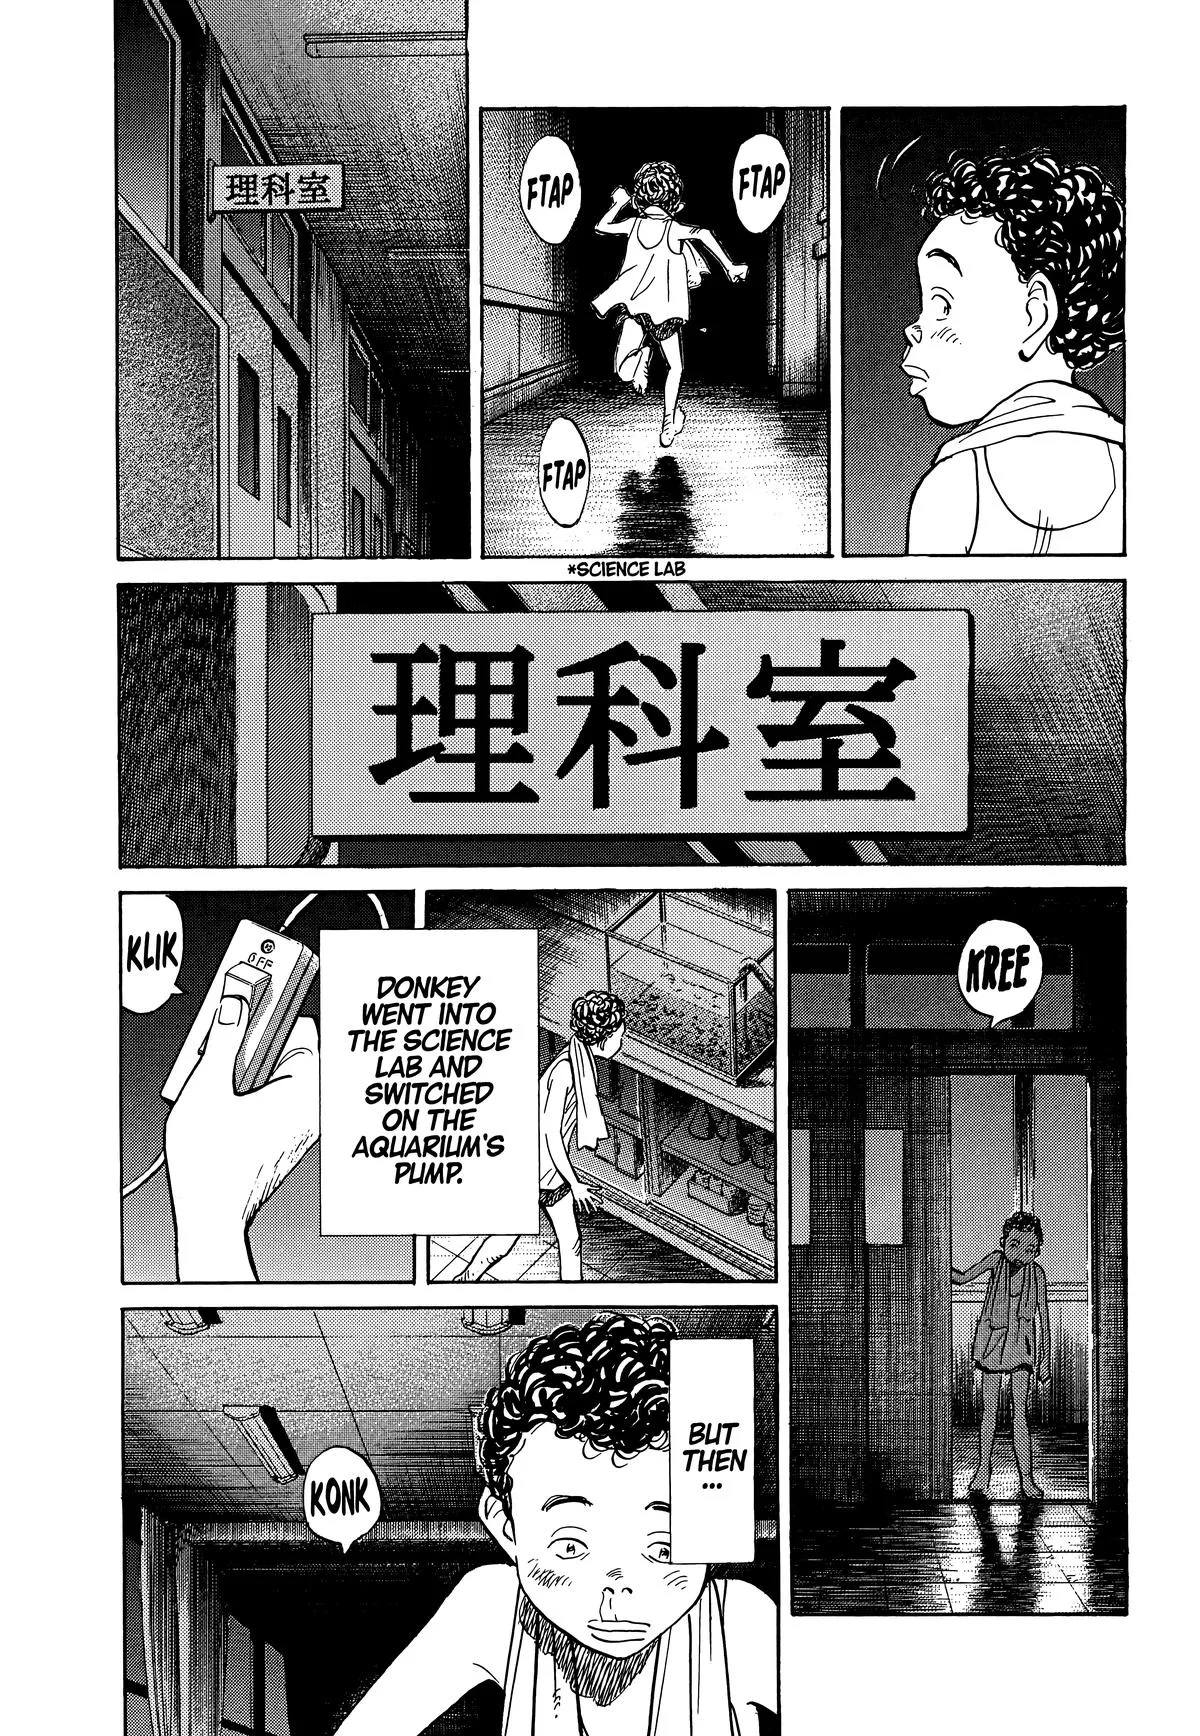 FTAP
FTAP
FTAP
理科室
*SCIENCE LAB
理科室
KREE
DONKEY
WENT INTO
THE SCIENCE
LAB AND
SWITCHED
ON THE
AQUARIUM'S
PUMP.
OFF
KLIK
BUT
THEN
...
KONK